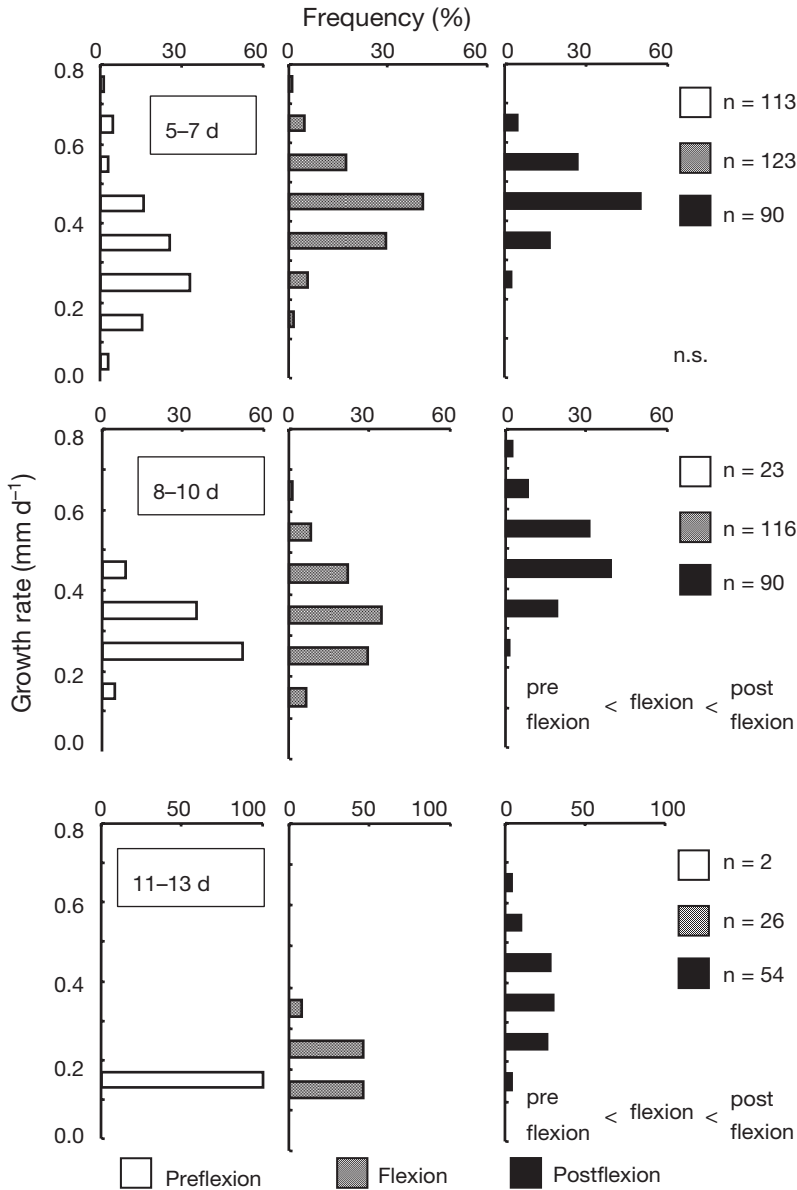 Frequency (%)
0 30 60 0 30 60 0 30 60
0.8
0.6
0.4
0.2
0.0
5–7 d
n = 113
n = 123
n = 90
n.s.
0 30 60 0 30 60 0 30 60
0.8
0.6
0.4
0.2
0.0
8–10 d
n = 23
n = 116
n = 90
pre flexion < flexion < post flexion
Growth rate (mm d⁻¹)
0 50 100 0 50 100 0 50 100
0.8
0.6
0.4
0.2
0.0
11–13 d
n = 2
n = 26
n = 54
pre flexion < flexion < post flexion
Preflexion Flexion Postflexion